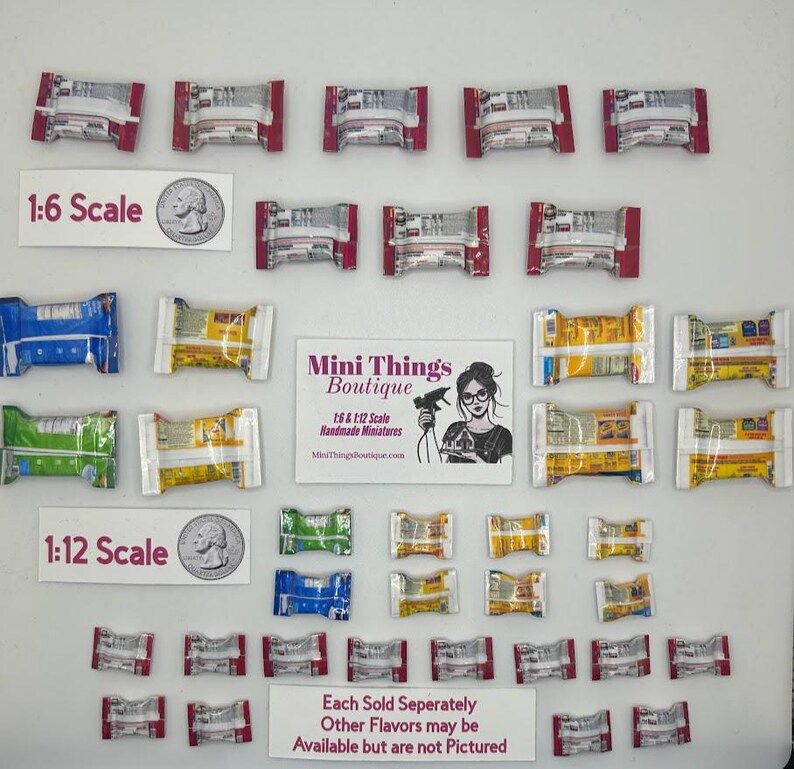 1:6 Scale
Mini Things
Boutique
1:6 & 1:12 Scale
Handmade Miniatures
MiniThingsBoutique.com
1:12 Scale
Each Sold Seperately
Other Flavors may be
Available but are not Pictured